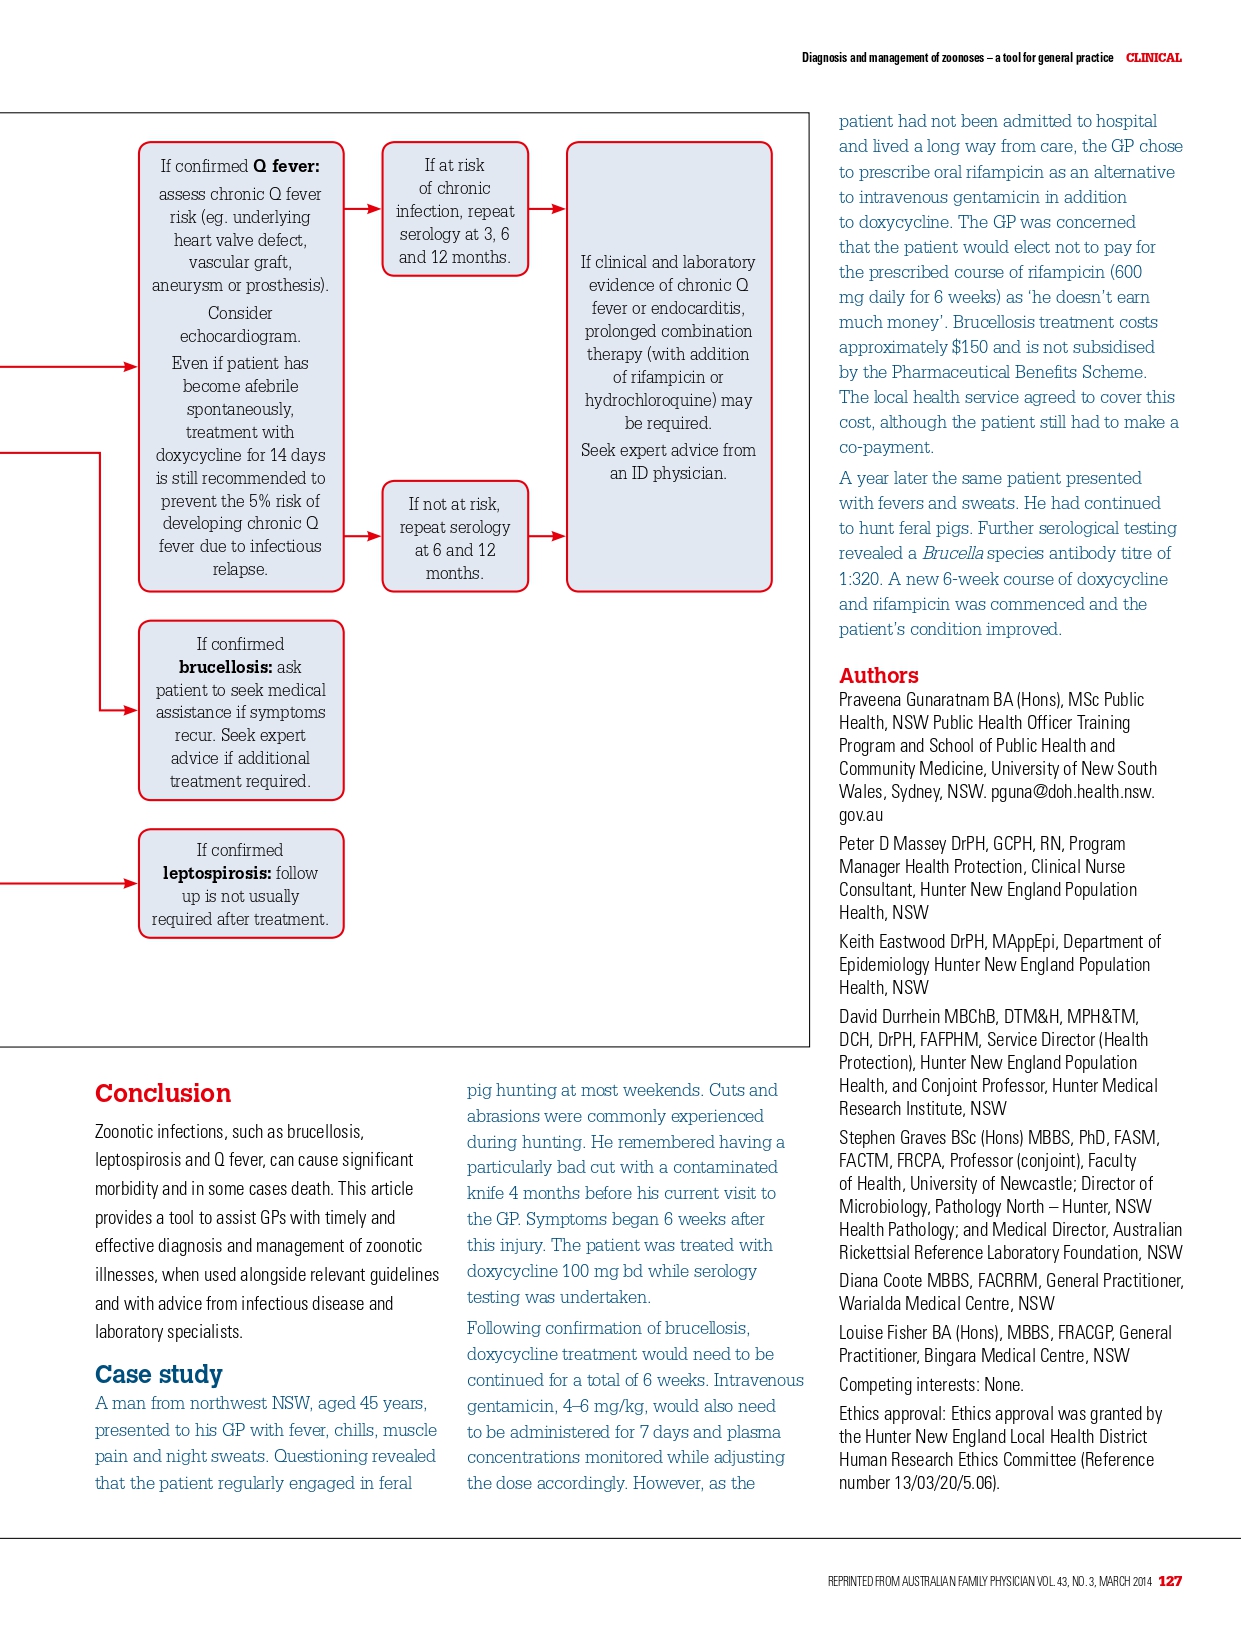 Diagnosis and management of zoonoses – a tool for general practice CLINICAL
If confirmed Q fever:
assess chronic Q fever
risk (eg. underlying
heart valve defect,
vascular graft,
aneurysm or prosthesis).
Consider
echocardiogram.
Even if patient has
become afebrile
spontaneously,
treatment with
doxycycline for 14 days
is still recommended to
prevent the 5% risk of
developing chronic Q
fever due to infectious
relapse.
If at risk
of chronic
infection, repeat
serology at 3, 6
and 12 months.
If not at risk,
repeat serology
at 6 and 12
months.
If clinical and laboratory
evidence of chronic Q
fever or endocarditis,
prolonged combination
therapy (with addition
of rifampicin or
hydrochloroquine) may
be required.
Seek expert advice from
an ID physician.
If confirmed
brucellosis: ask
patient to seek medical
assistance if symptoms
recur. Seek expert
advice if additional
treatment required.
If confirmed
leptospirosis: follow
up is not usually
required after treatment.
Conclusion
Zoonotic infections, such as brucellosis,
leptospirosis and Q fever, can cause significant
morbidity and in some cases death. This article
provides a tool to assist GPs with timely and
effective diagnosis and management of zoonotic
illnesses, when used alongside relevant guidelines
and with advice from infectious disease and
laboratory specialists.
Case study
A man from northwest NSW, aged 45 years,
presented to his GP with fever, chills, muscle
pain and night sweats. Questioning revealed
that the patient regularly engaged in feral
pig hunting at most weekends. Cuts and
abrasions were commonly experienced
during hunting. He remembered having a
particularly bad cut with a contaminated
knife 4 months before his current visit to
the GP. Symptoms began 6 weeks after
this injury. The patient was treated with
doxycycline 100 mg bd while serology
testing was undertaken.
Following confirmation of brucellosis,
doxycycline treatment would need to be
continued for a total of 6 weeks. Intravenous
gentamicin, 4–6 mg/kg, would also need
to be administered for 7 days and plasma
concentrations monitored while adjusting
the dose accordingly. However, as the
patient had not been admitted to hospital
and lived a long way from care, the GP chose
to prescribe oral rifampicin as an alternative
to intravenous gentamicin in addition
to doxycycline. The GP was concerned
that the patient would elect not to pay for
the prescribed course of rifampicin (600
mg daily for 6 weeks) as ‘he doesn’t earn
much money’. Brucellosis treatment costs
approximately $150 and is not subsidised
by the Pharmaceutical Benefits Scheme.
The local health service agreed to cover this
cost, although the patient still had to make a
co-payment.
A year later the same patient presented
with fevers and sweats. He had continued
to hunt feral pigs. Further serological testing
revealed a Brucella species antibody titre of
1:320. A new 6-week course of doxycycline
and rifampicin was commenced and the
patient’s condition improved.
Authors
Praveena Gunaratnam BA (Hons), MSc Public
Health, NSW Public Health Officer Training
Program and School of Public Health and
Community Medicine, University of New South
Wales, Sydney, NSW. pguna@doh.health.nsw.
gov.au
Peter D Massey DrPH, GCPH, RN, Program
Manager Health Protection, Clinical Nurse
Consultant, Hunter New England Population
Health, NSW
Keith Eastwood DrPH, MAppEpi, Department of
Epidemiology Hunter New England Population
Health, NSW
David Durrhein MBChB, DTM&H, MPH&TM,
DCH, DrPH, FAFPHM, Service Director (Health
Protection), Hunter New England Population
Health, and Conjoint Professor, Hunter Medical
Research Institute, NSW
Stephen Graves BSc (Hons) MBBS, PhD, FASM,
FACTM, FRCPA, Professor (conjoint), Faculty
of Health, University of Newcastle; Director of
Microbiology, Pathology North – Hunter, NSW
Health Pathology; and Medical Director, Australian
Rickettsial Reference Laboratory Foundation, NSW
Diana Coote MBBS, FACRRM, General Practitioner,
Warialda Medical Centre, NSW
Louise Fisher BA (Hons), MBBS, FRACGP, General
Practitioner, Bingara Medical Centre, NSW
Competing interests: None.
Ethics approval: Ethics approval was granted by
the Hunter New England Local Health District
Human Research Ethics Committee (Reference
number 13/03/20/5.06).
REPRINTED FROM AUSTRALIAN FAMILY PHYSICIAN VOL. 43, NO. 3, MARCH 2014 127